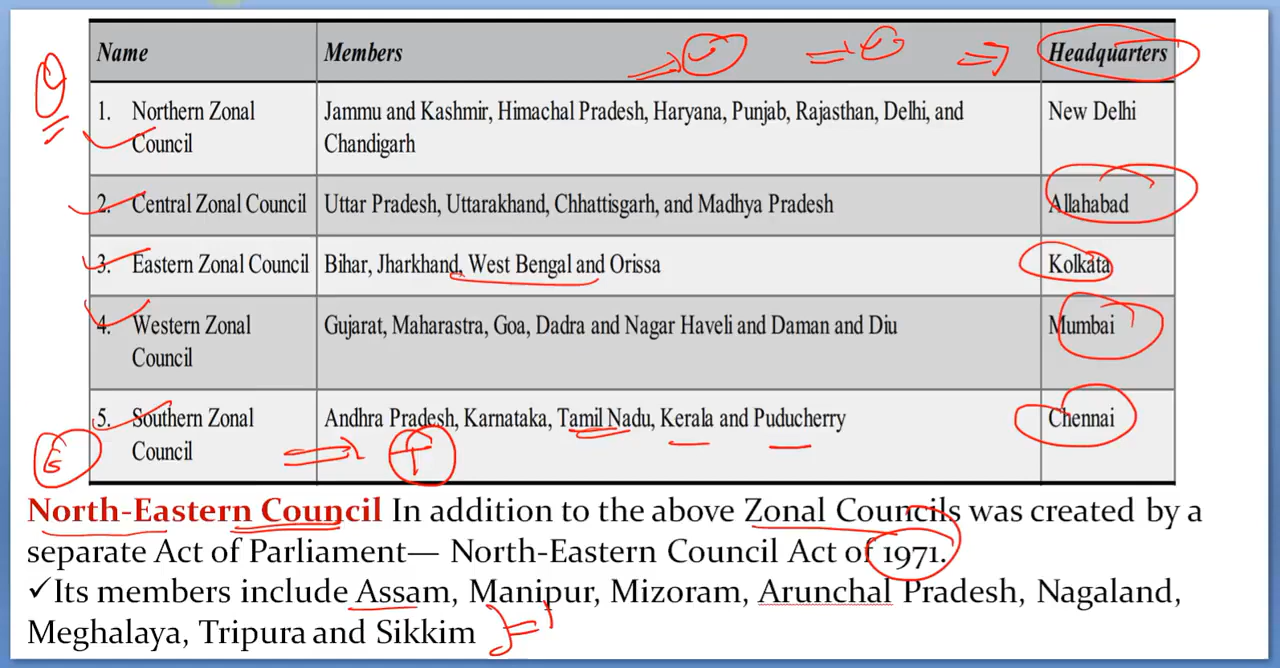 Name Members Headquarters
1. Northern Zonal Jammu and Kashmir, Himachal Pradesh, Haryana, Punjab, Rajasthan, Delhi, and New Delhi
Council Chandigarh
2. Central Zonal Council Uttar Pradesh, Uttarakhand, Chhattisgarh, and Madhya Pradesh Allahabad
3. Eastern Zonal Council Bihar, Jharkhand, West Bengal and Orissa Kolkata
4. Western Zonal Gujarat, Maharastra, Goa, Dadra and Nagar Haveli and Daman and Diu Mumbai
Council
5. Southern Zonal Andhra Pradesh, Karnataka, Tamil Nadu, Kerala and Puducherry Chennai
Council
North-Eastern Council In addition to the above Zonal Councils was created by a
separate Act of Parliament— North-Eastern Council Act of 1971.
✓Its members include Assam, Manipur, Mizoram, Arunchal Pradesh, Nagaland,
Meghalaya, Tripura and Sikkim